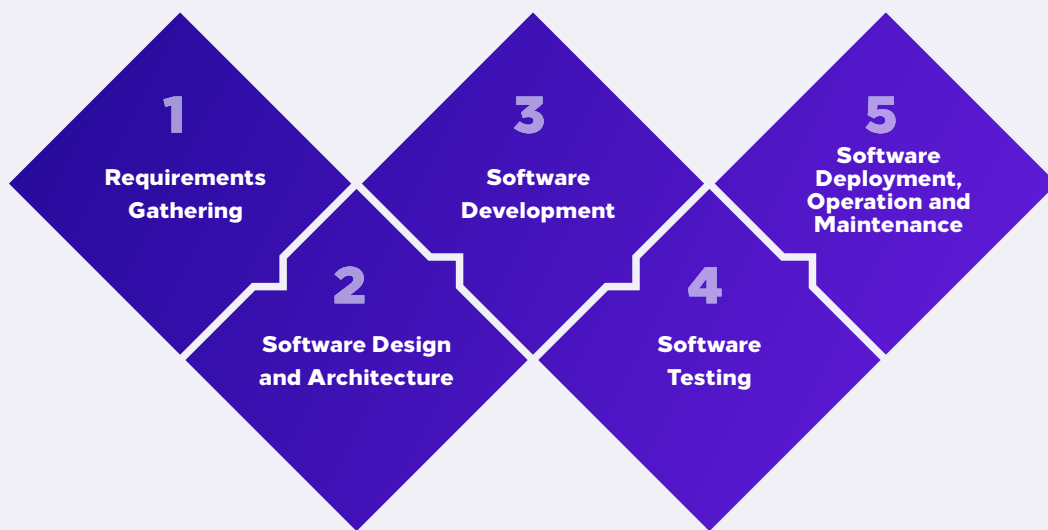 1
Requirements
Gathering
2
Software Design
and Architecture
3
Software
Development
4
Software
Testing
5
Software
Deployment,
Operation and
Maintenance